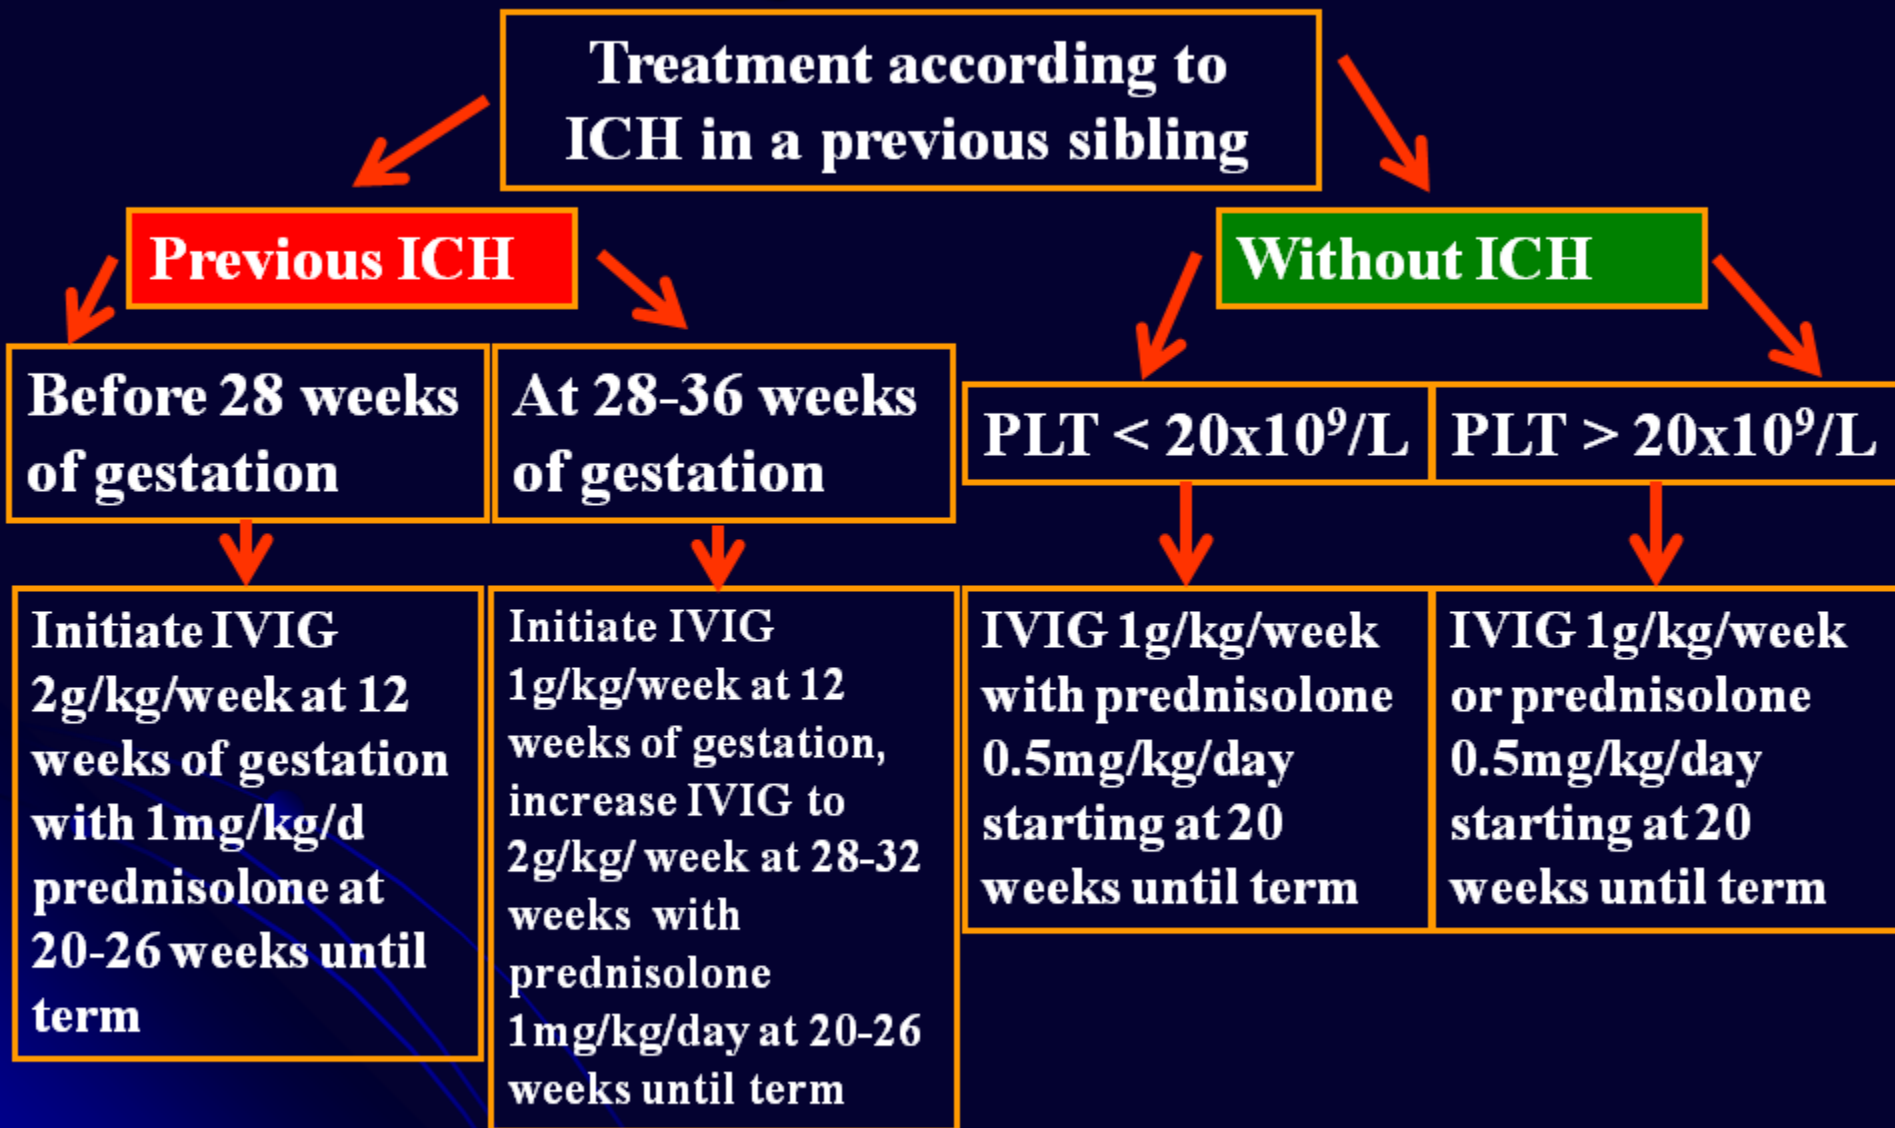 Treatment according to
ICH in a previous sibling
Previous ICH
Without ICH
Before 28 weeks
of gestation
At 28-36 weeks
of gestation
PLT < 20x10⁹/L
PLT > 20x10⁹/L
Initiate IVIG
2g/kg/week at 12
weeks of gestation
with 1mg/kg/d
prednisolone at
20-26 weeks until
term
Initiate IVIG
1g/kg/week at 12
weeks of gestation,
increase IVIG to
2g/kg/ week at 28-32
weeks with
prednisolone
1mg/kg/day at 20-26
weeks until term
IVIG 1g/kg/week
with prednisolone
0.5mg/kg/day
starting at 20
weeks until term
IVIG 1g/kg/week
or prednisolone
0.5mg/kg/day
starting at 20
weeks until term